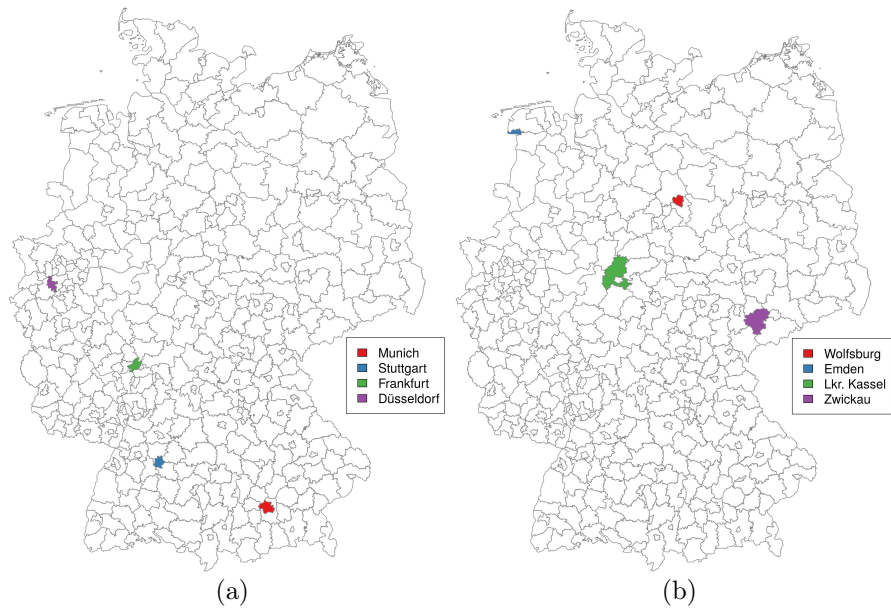 Munich
Stuttgart
Frankfurt
Düsseldorf
Wolfsburg
Emden
Lkr. Kassel
Zwickau
(a)
(b)